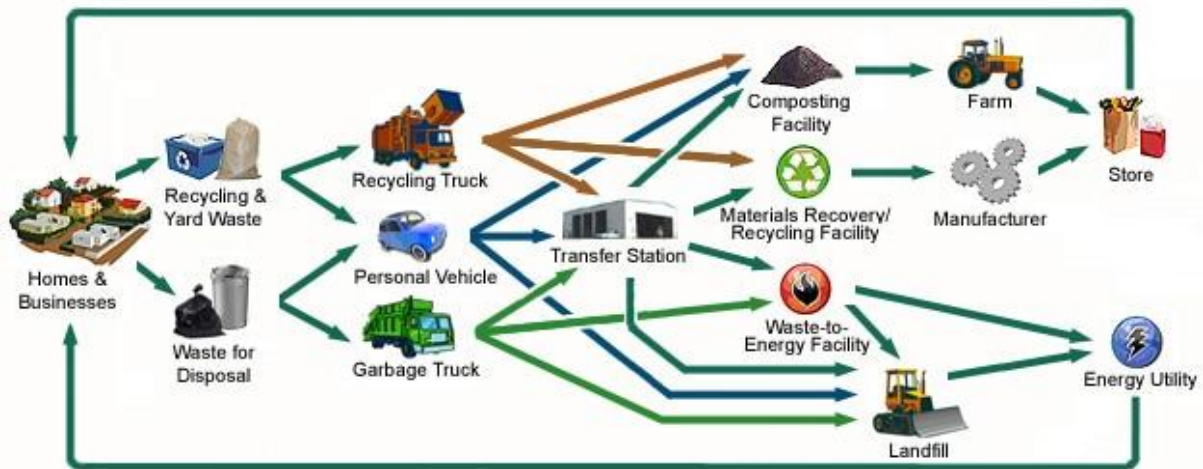 Composting
Facility
Farm
Recycling &
Yard Waste
Recycling Truck
Store
Materials Recovery/
Recycling Facility
Manufacturer
Homes &
Businesses
Personal Vehicle
Transfer Station
Waste for
Disposal
Garbage Truck
Waste-to-
Energy Facility
Energy Utility
Landfill